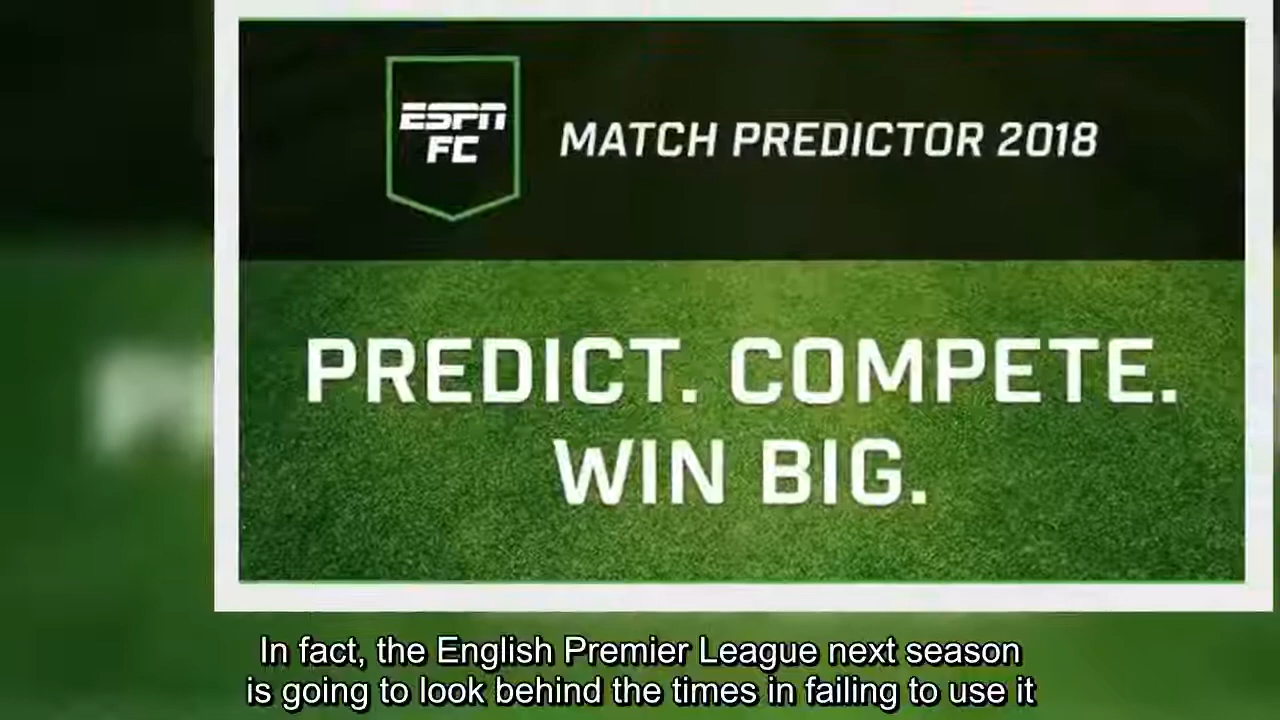 ESPN
FC
MATCH PREDICTOR 2018
PREDICT. COMPETE.
WIN BIG.
In fact, the English Premier League next season
is going to look behind the times in failing to use it